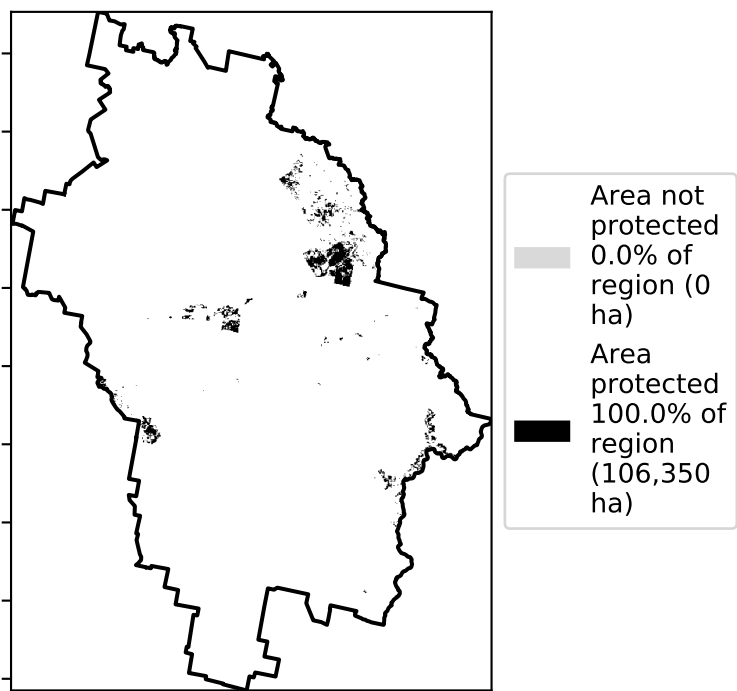 Area not
protected
0.0% of
region (0
ha)
Area
protected
100.0% of
region
(106,350
ha)